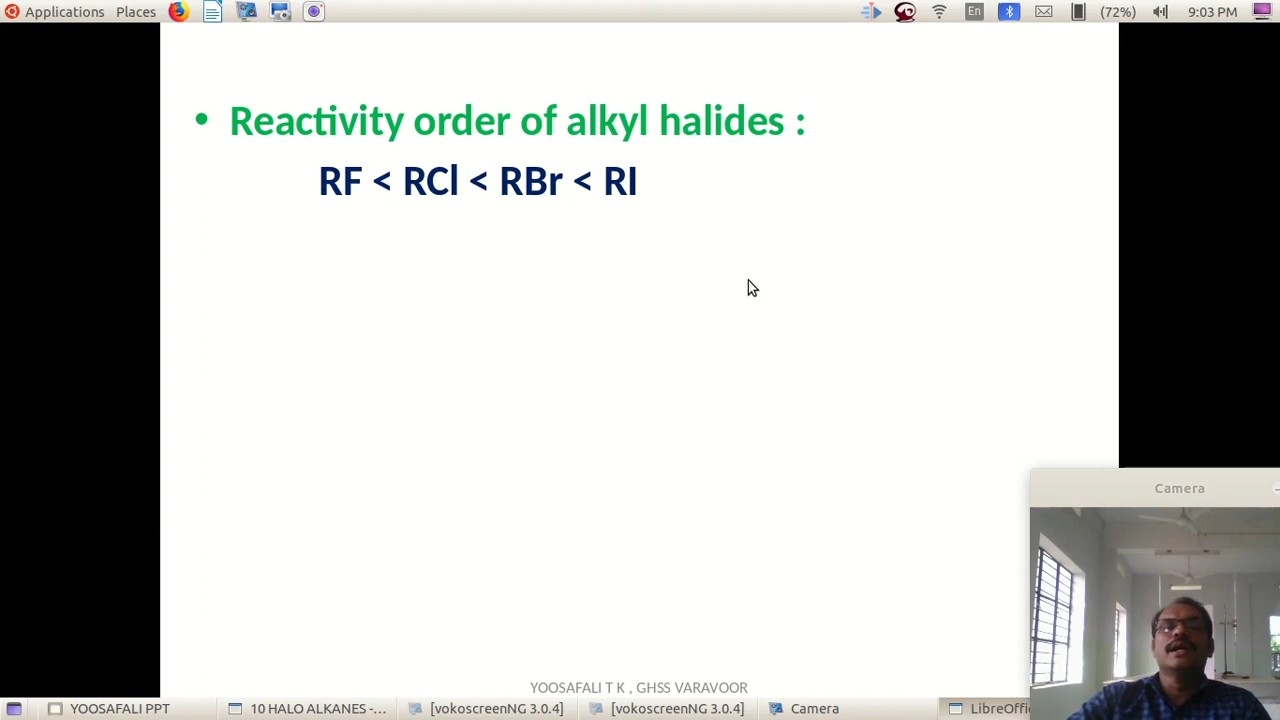 Applications Places
En
(72%)
9:03 PM
• Reactivity order of alkyl halides :
RF < RCl < RBr < RI
Camera
YOOSAFALI T K , GHSS VARAVOOR
YOOSAFALI PPT
10 HALO ALKANES -...
[vokoscreenNG 3.0.4]
[vokoscreenNG 3.0.4]
Camera
LibreOffi